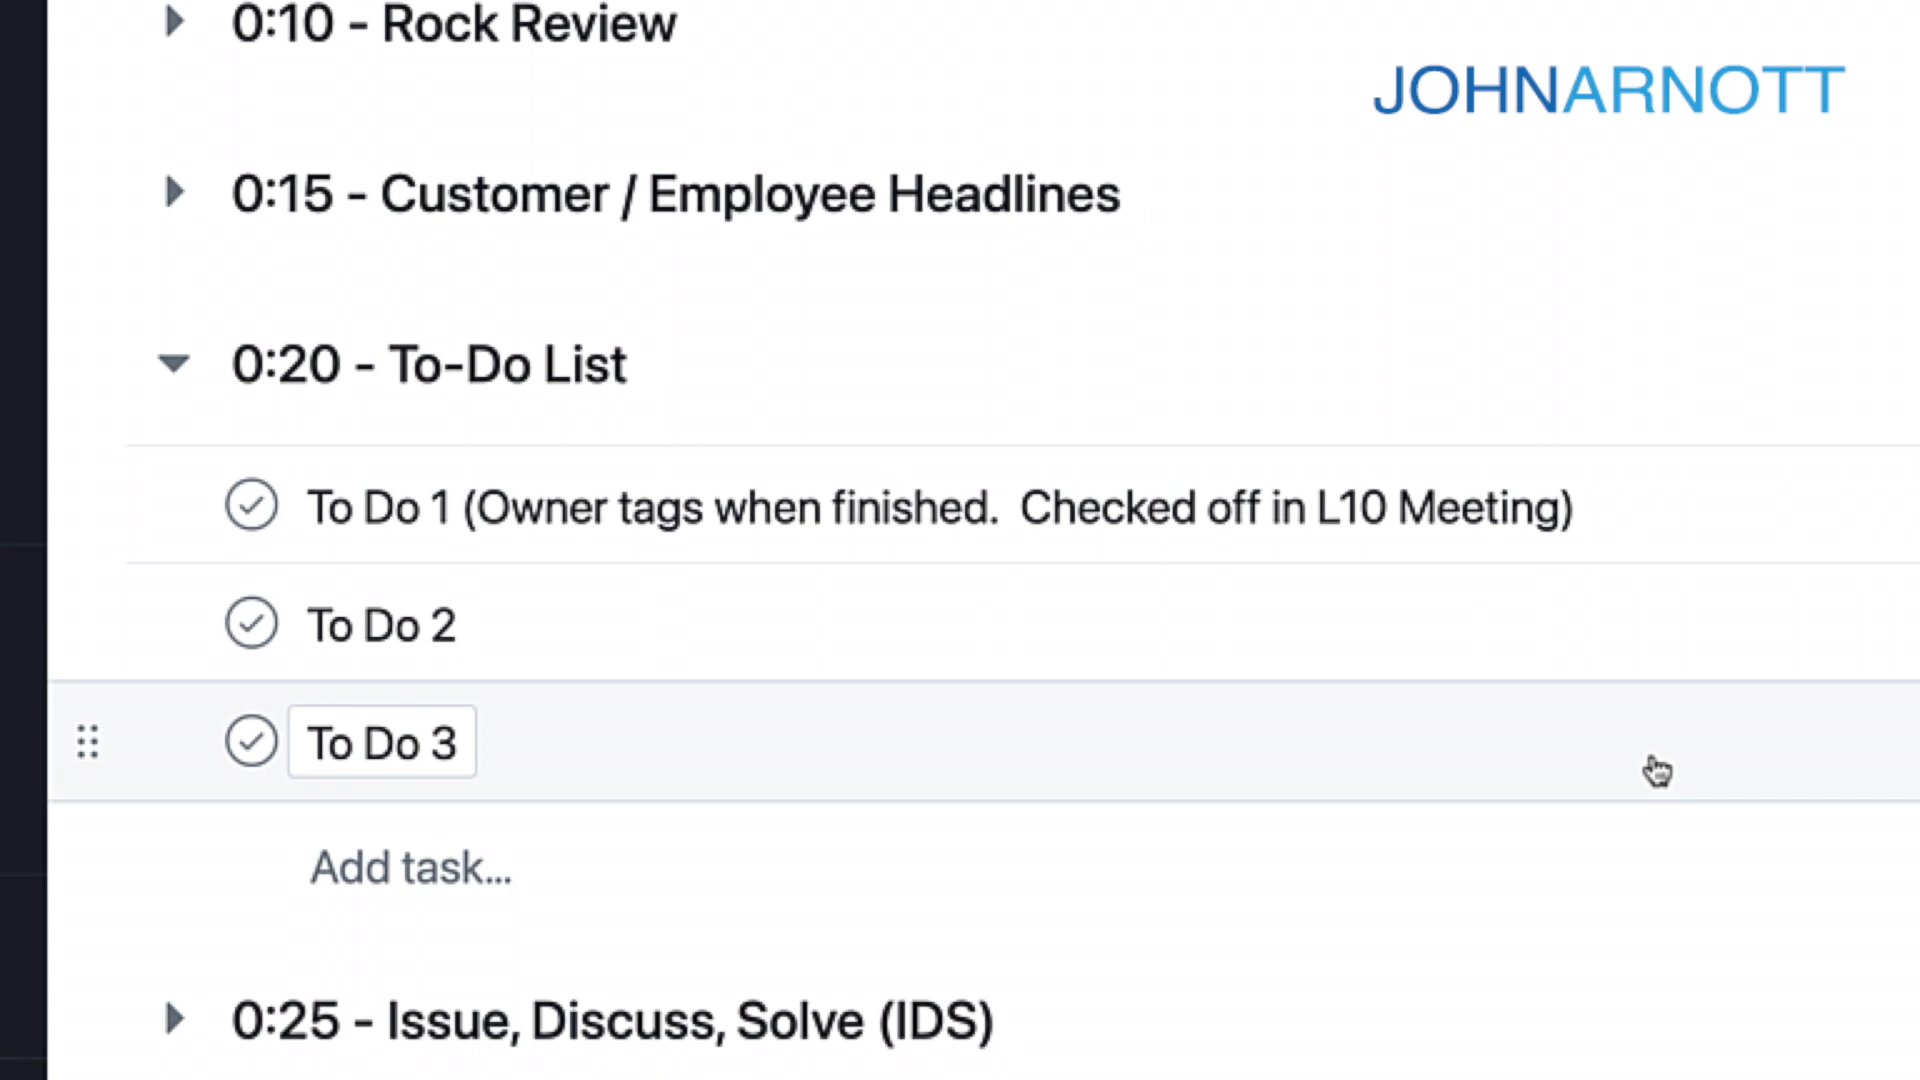 0:10 - Rock Review
JOHNARNOTT
0:15 - Customer / Employee Headlines
0:20 - To-Do List
To Do 1 (Owner tags when finished.  Checked off in L10 Meeting)
To Do 2
To Do 3
Add task...
0:25 - Issue, Discuss, Solve (IDS)